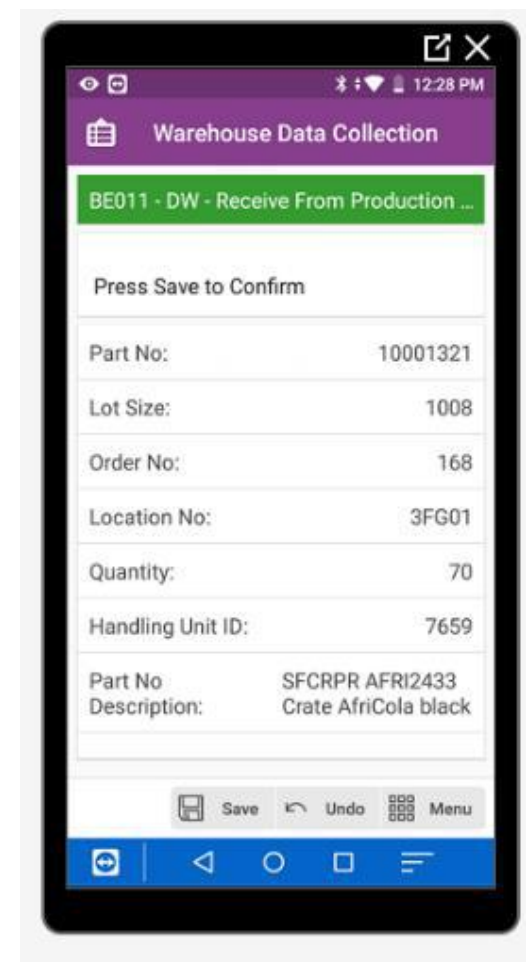 12:28 PM
Warehouse Data Collection
BE011 - DW - Receive From Production ...
Press Save to Confirm
Part No: 10001321
Lot Size: 1008
Order No: 168
Location No: 3FG01
Quantity: 70
Handling Unit ID: 7659
Part No SFCRPR AFRI2433
Description: Crate AfriCola black
Save Undo Menu